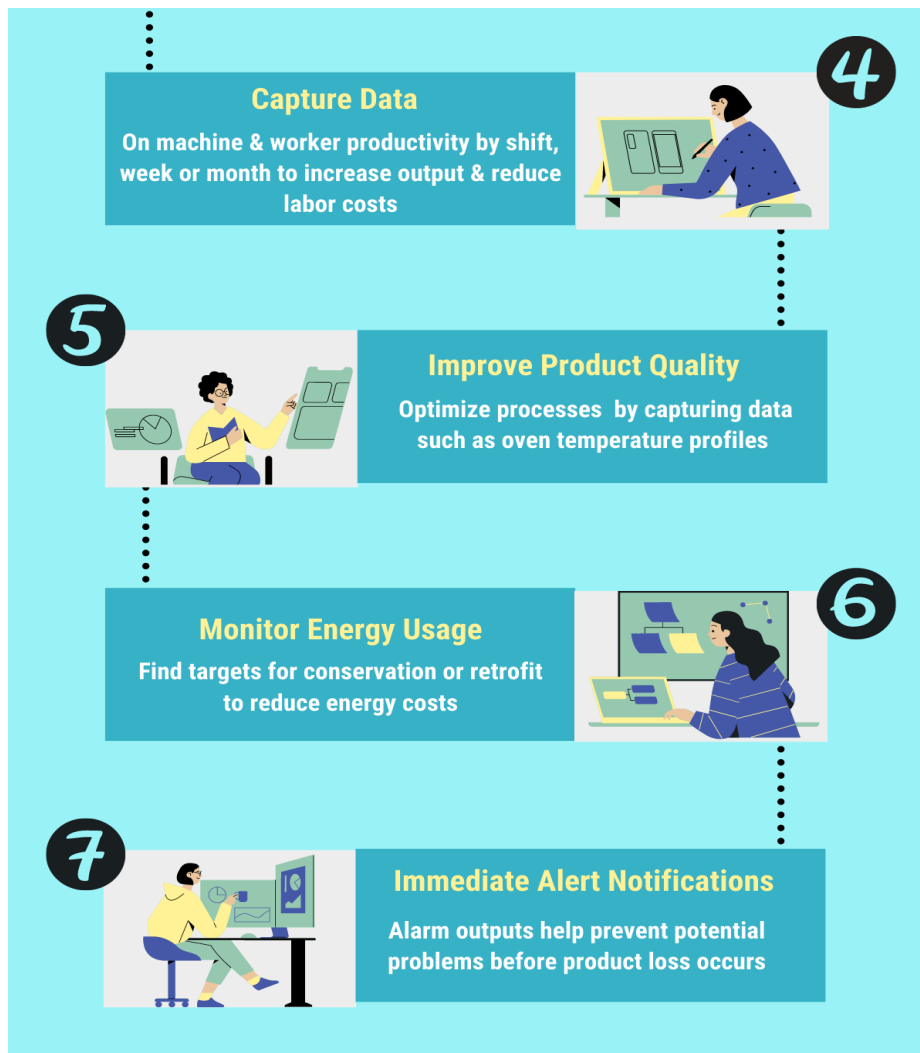 4
Capture Data
On machine & worker productivity by shift,
week or month to increase output & reduce
labor costs
5
Improve Product Quality
Optimize processes by capturing data
such as oven temperature profiles
6
Monitor Energy Usage
Find targets for conservation or retrofit
to reduce energy costs
7
Immediate Alert Notifications
Alarm outputs help prevent potential
problems before product loss occurs